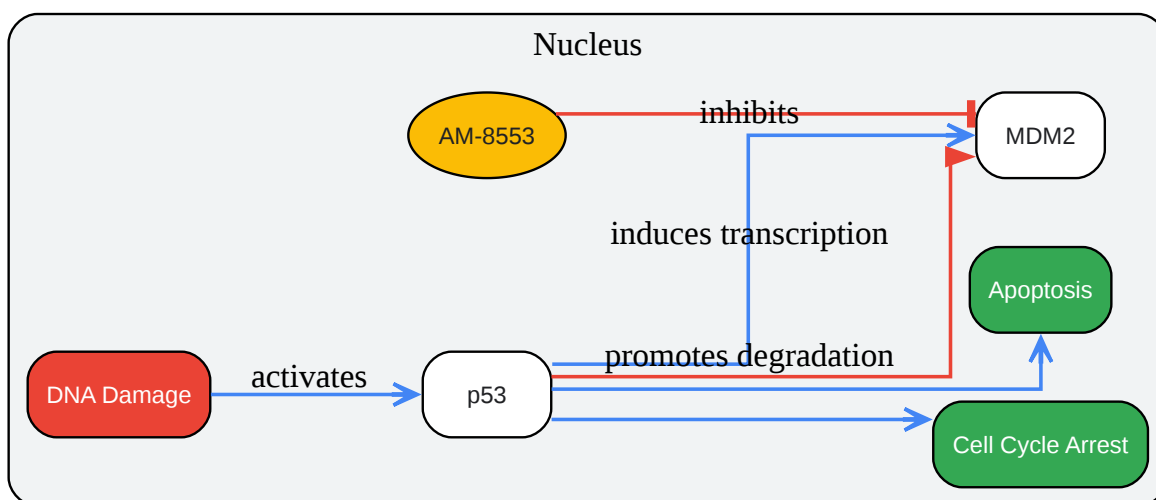 Nucleus
AM-8553
inhibits
MDM2
induces transcription
Apoptosis
promotes degradation
DNA Damage
activates
p53
Cell Cycle Arrest